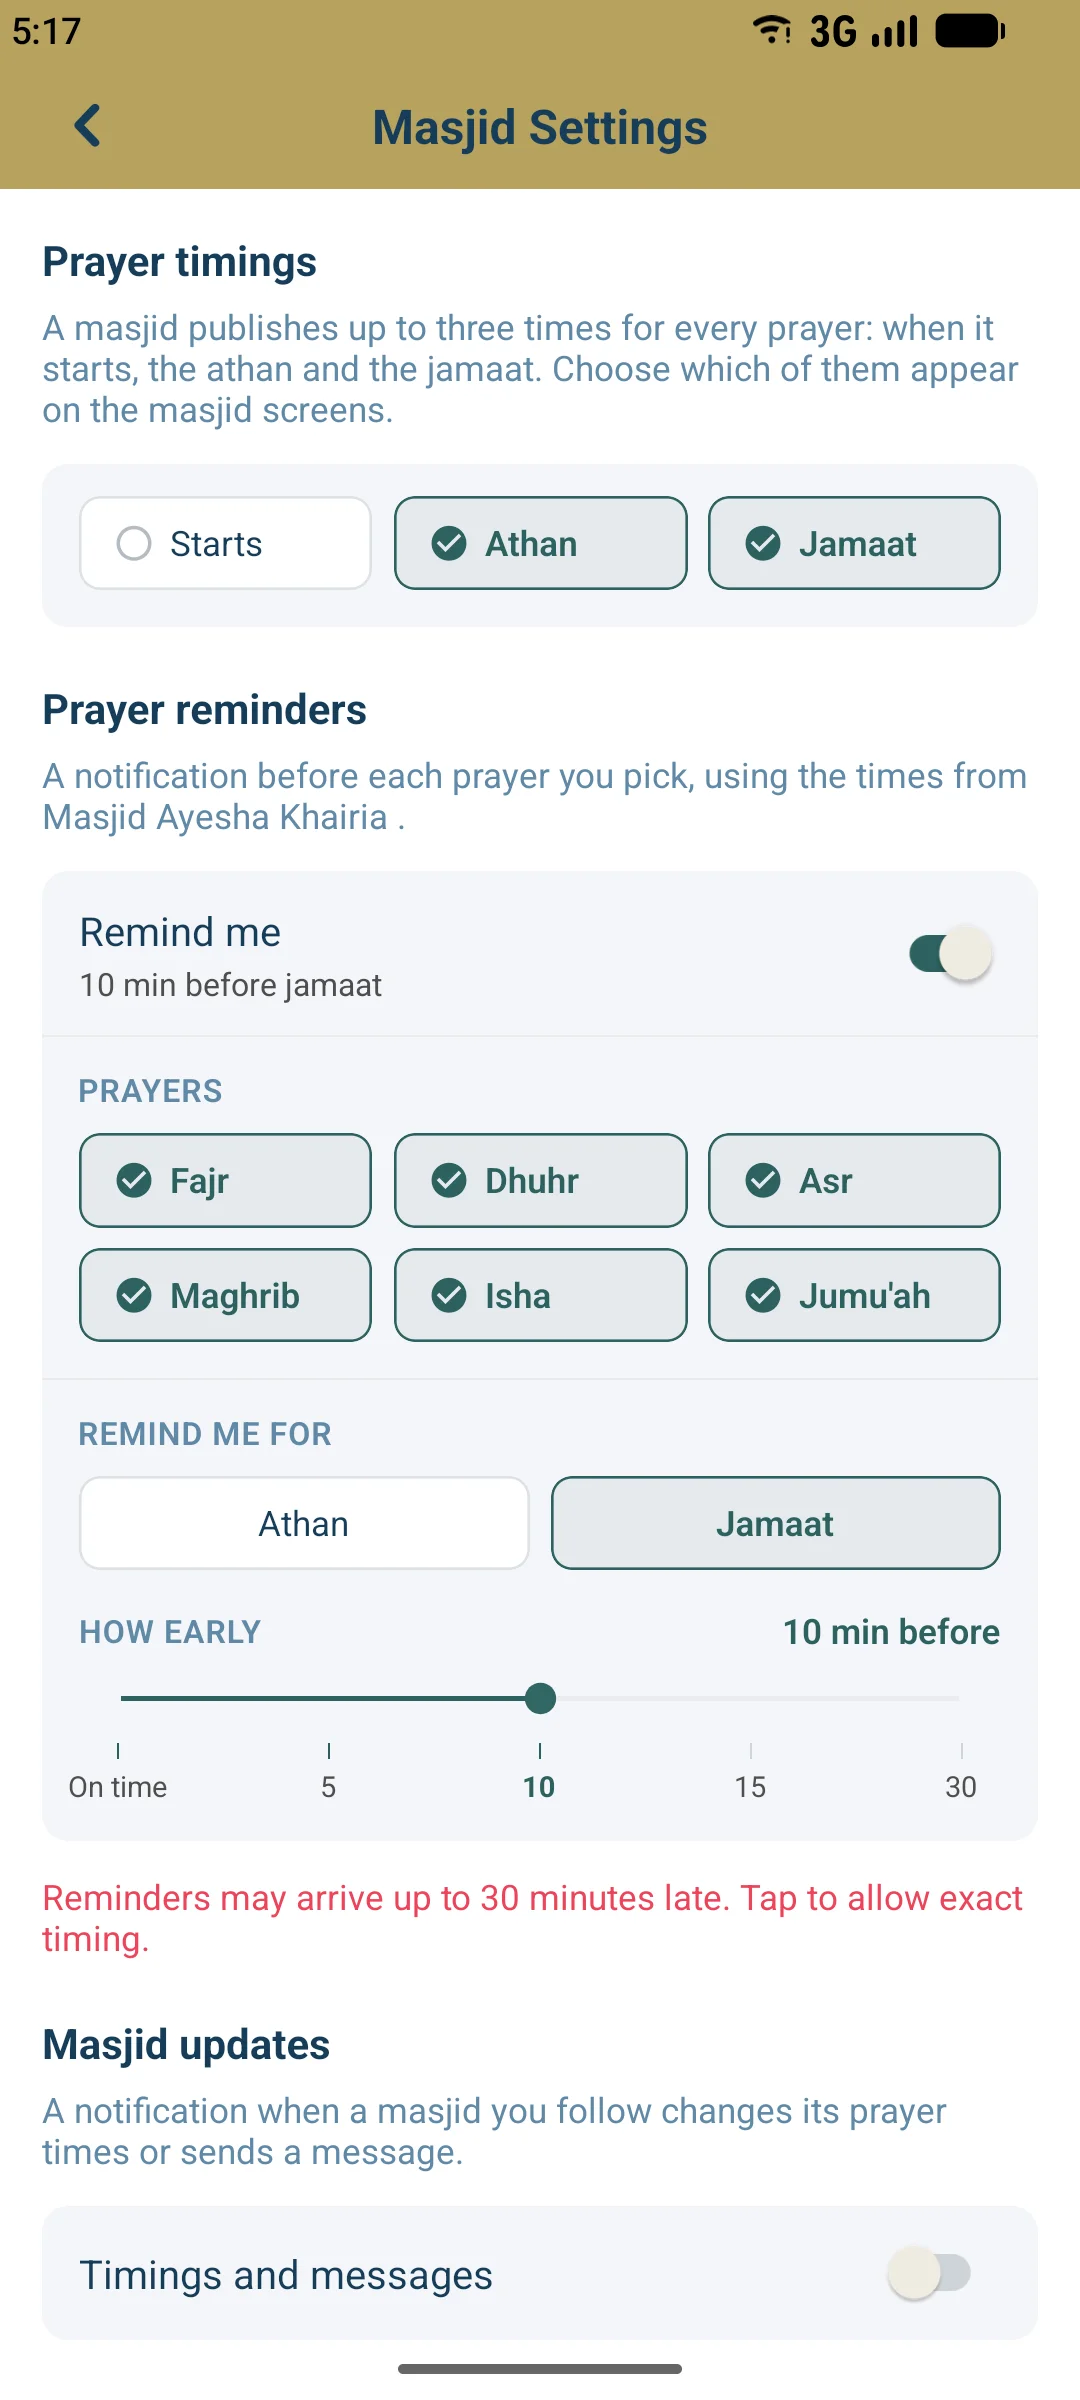 5:17
3G
Masjid Settings
Prayer timings
A masjid publishes up to three times for every prayer: when it
starts, the athan and the jamaat. Choose which of them appear
on the masjid screens.
Starts
Athan
Jamaat
Prayer reminders
A notification before each prayer you pick, using the times from
Masjid Ayesha Khairia .
Remind me
10 min before jamaat
PRAYERS
Fajr
Dhuhr
Asr
Maghrib
Isha
Jumu'ah
REMIND ME FOR
Athan
Jamaat
HOW EARLY
10 min before
On time
5
10
15
30
Reminders may arrive up to 30 minutes late. Tap to allow exact
timing.
Masjid updates
A notification when a masjid you follow changes its prayer
times or sends a message.
Timings and messages